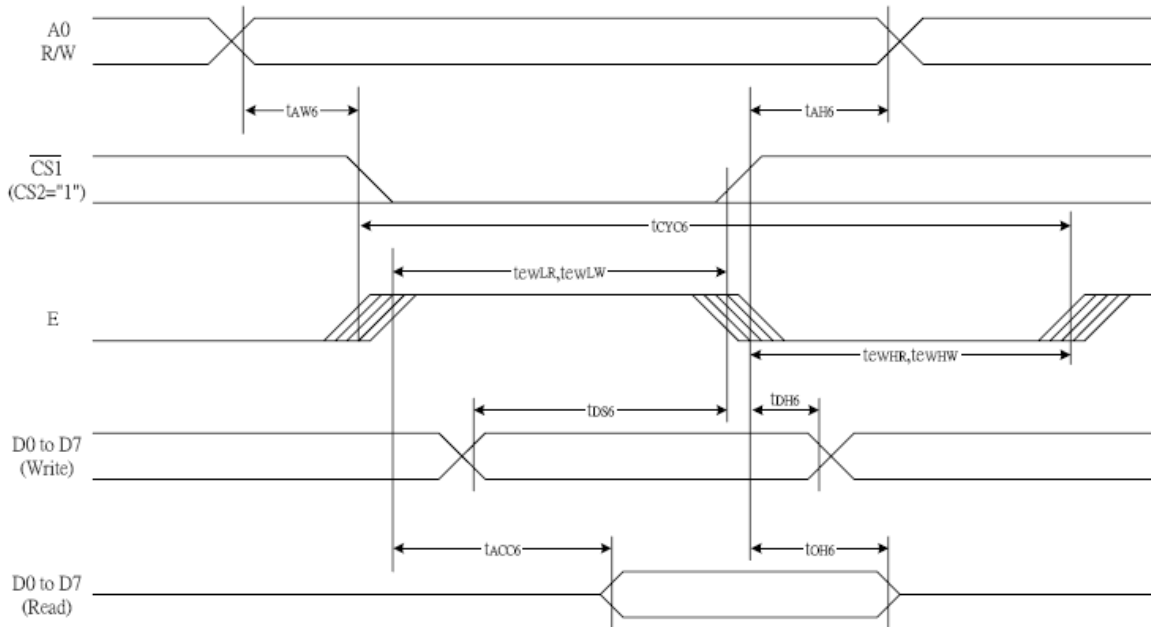 A0
R/W
tAW6
tAH6
CS1
(CS2="1")
tCYC6
tewLR,tewLW
E
tewHR,tewHW
tDS6
tDH6
D0 to D7
(Write)
tACC6
tOH6
D0 to D7
(Read)